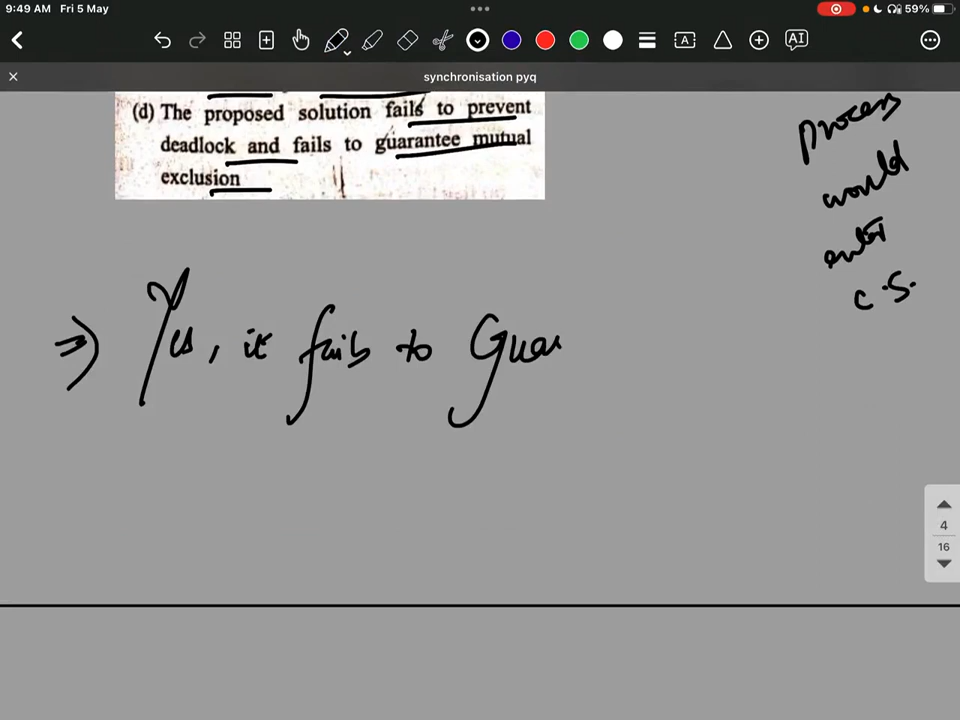 9:49 AM Fri 5 May
59%
synchronisation pyq
(d) The proposed solution fails to prevent
deadlock and fails to guarantee mutual
exclusion
process
would
enter
C.S.
⇒) Yes, it fails to Guar
4
16
A
AI